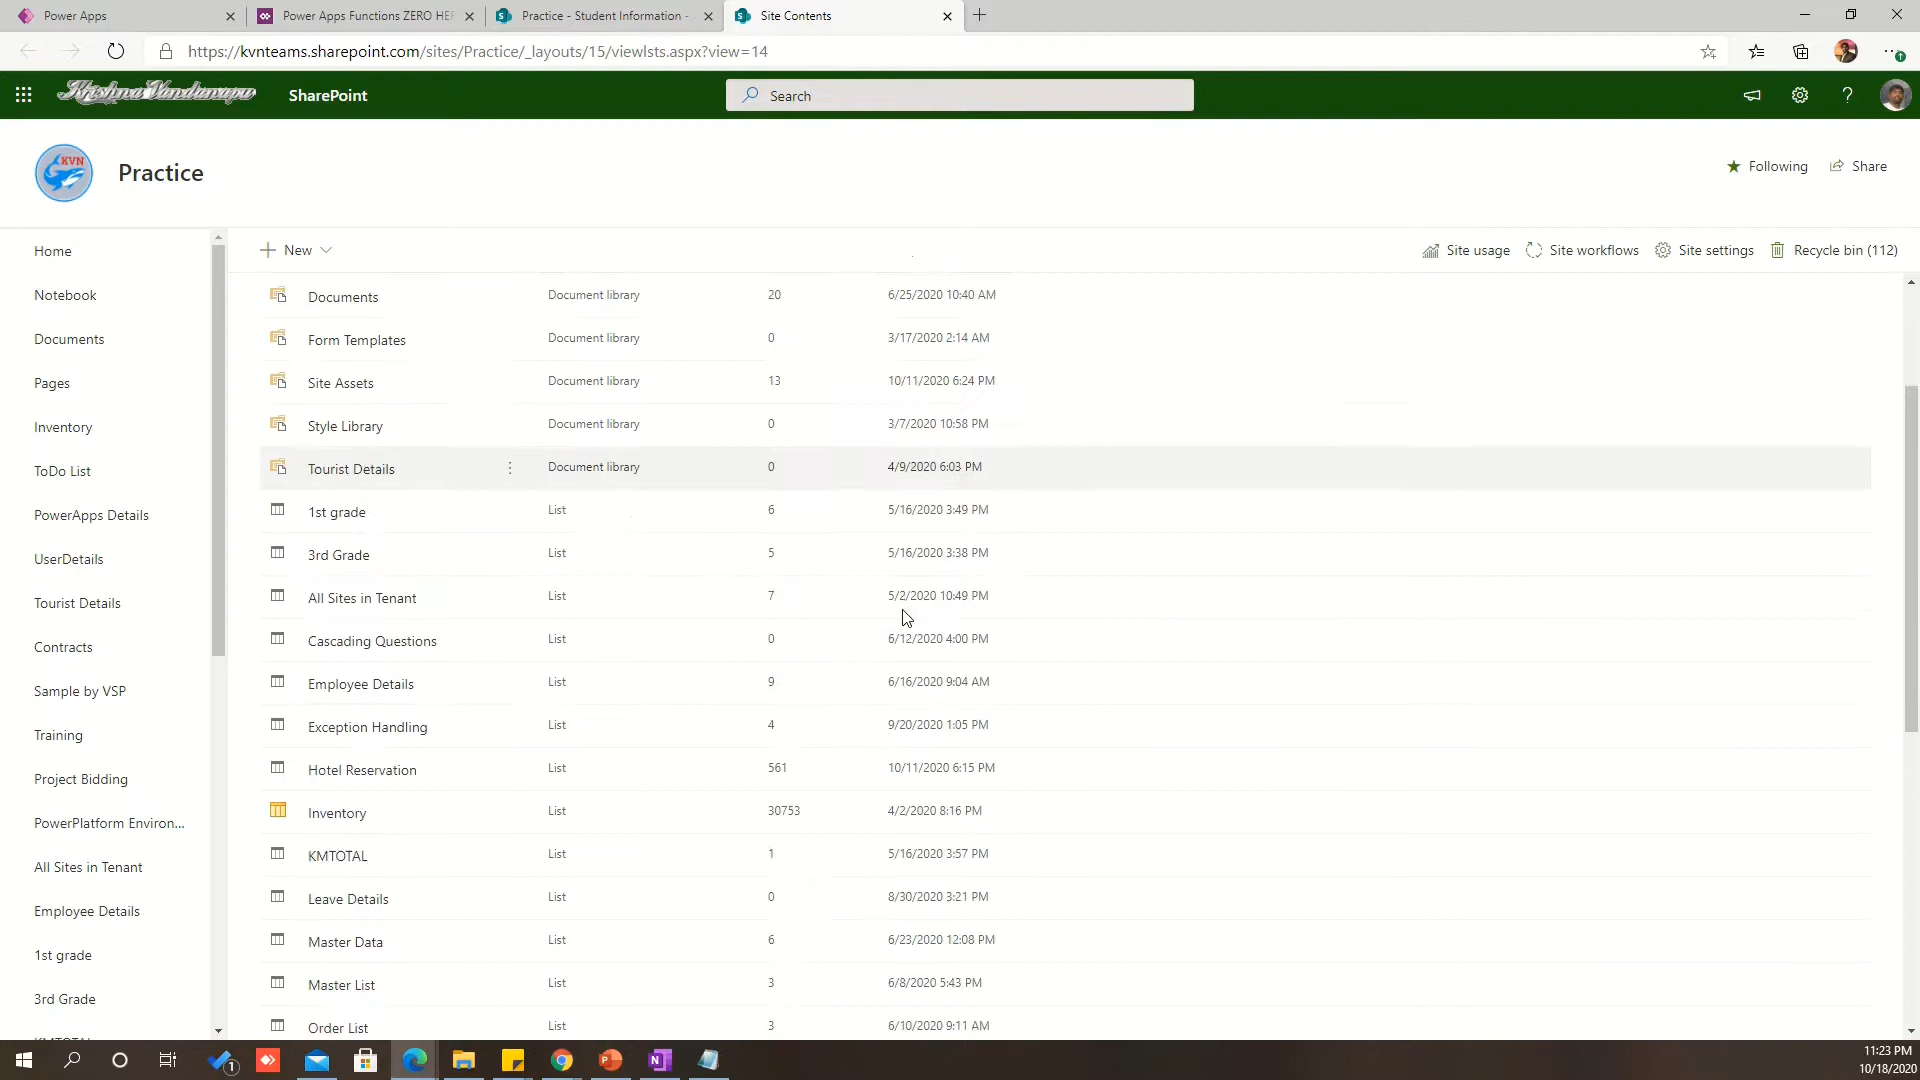 Power Apps
Power Apps Functions ZERO HER
Practice - Student Information -
Site Contents
https://kvnteams.sharepoint.com/sites/Practice/_layouts/15/viewlsts.aspx?view=14
Krishna Vandanapu
SharePoint
Search
KVN
Practice
Following
Share
Home
Notebook
Documents
Pages
Inventory
ToDo List
PowerApps Details
UserDetails
Tourist Details
Contracts
Sample by VSP
Training
Project Bidding
PowerPlatform Environ...
All Sites in Tenant
Employee Details
1st grade
3rd Grade
New
Site usage
Site workflows
Site settings
Recycle bin (112)
Documents Document library 20 6/25/2020 10:40 AM
Form Templates Document library 0 3/17/2020 2:14 AM
Site Assets Document library 13 10/11/2020 6:24 PM
Style Library Document library 0 3/7/2020 10:58 PM
Tourist Details Document library 0 4/9/2020 6:03 PM
1st grade List 6 5/16/2020 3:49 PM
3rd Grade List 5 5/16/2020 3:38 PM
All Sites in Tenant List 7 5/2/2020 10:49 PM
Cascading Questions List 0 6/12/2020 4:00 PM
Employee Details List 9 6/16/2020 9:04 AM
Exception Handling List 4 9/20/2020 1:05 PM
Hotel Reservation List 561 10/11/2020 6:15 PM
Inventory List 30753 4/2/2020 8:16 PM
KMTOTAL List 1 5/16/2020 3:57 PM
Leave Details List 0 8/30/2020 3:21 PM
Master Data List 6 6/23/2020 12:08 PM
Master List List 3 6/8/2020 5:43 PM
Order List List 3 6/10/2020 9:11 AM
1
11:23 PM
10/18/2020